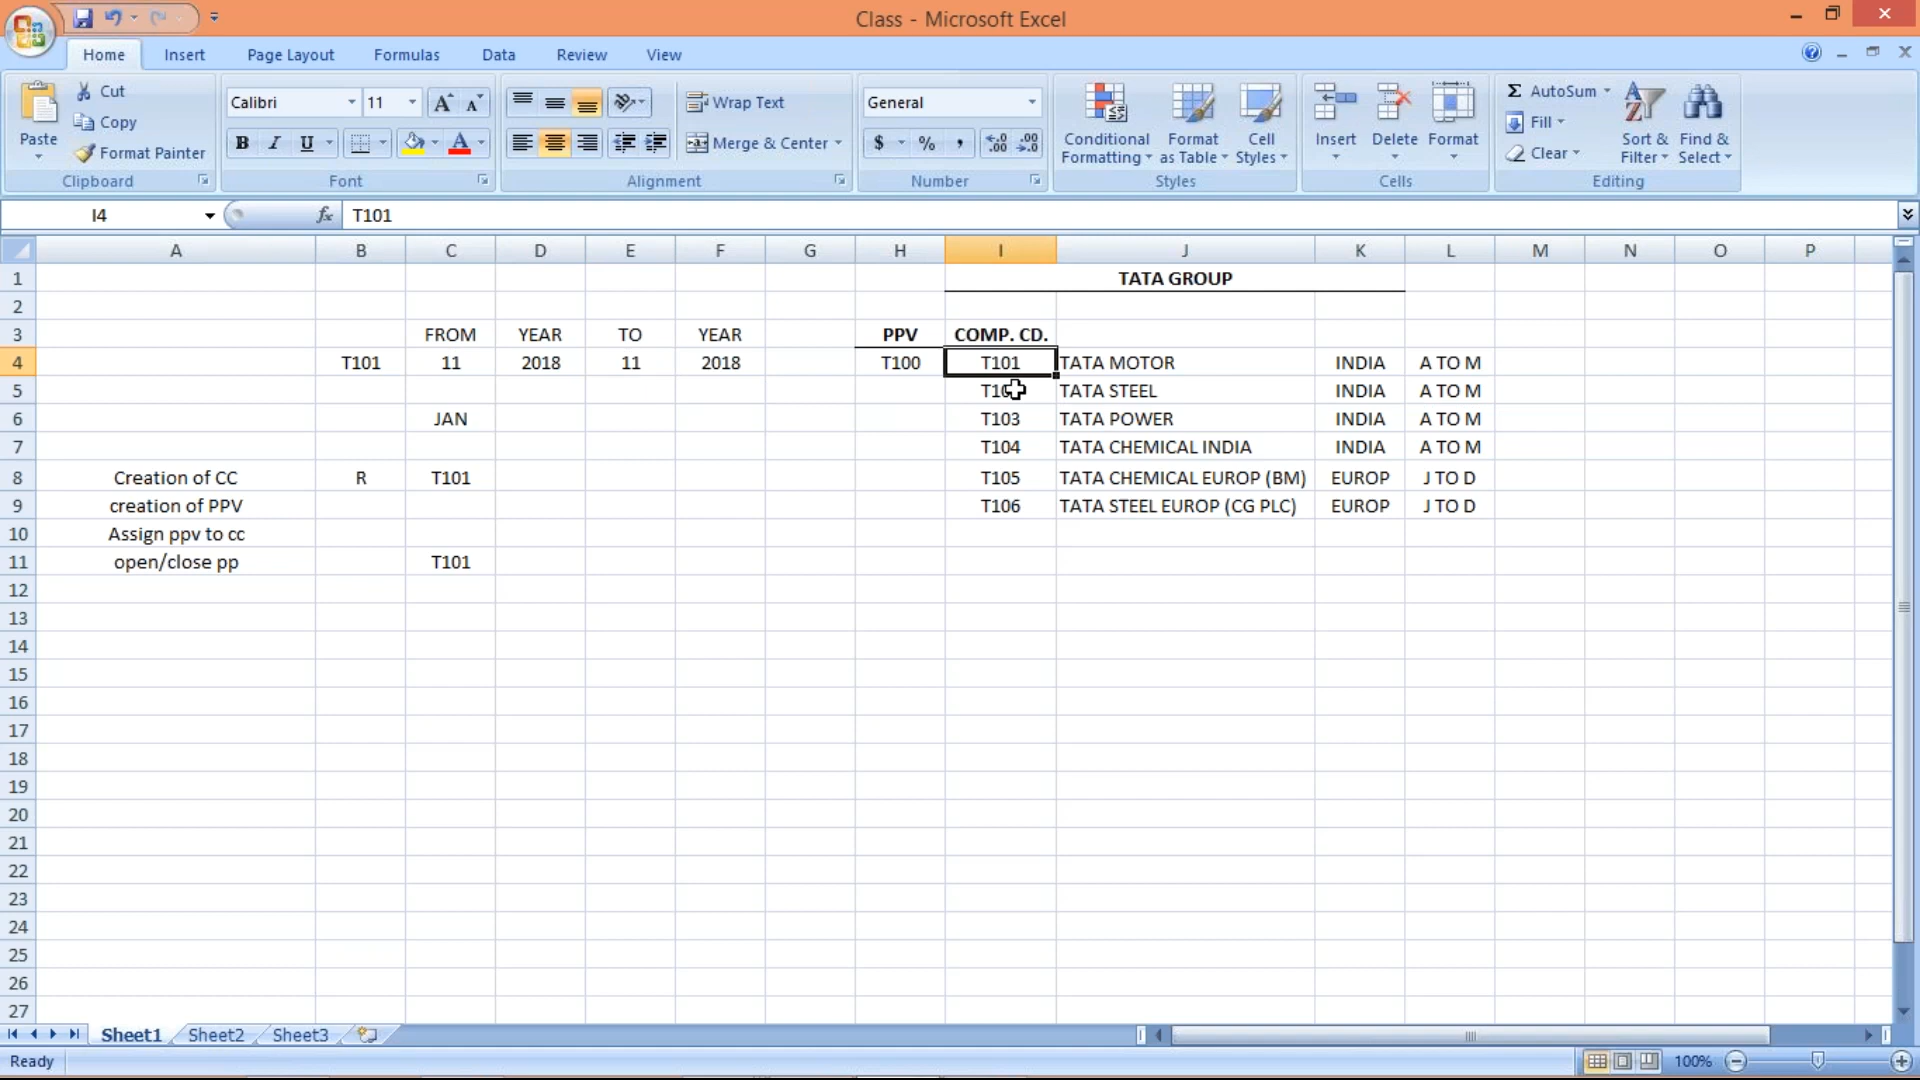 Class - Microsoft Excel
Home Insert Page Layout Formulas Data Review View
Paste Cut Copy Format Painter Clipboard
Calibri 11 A A B I U A Font
Wrap Text Merge & Center Alignment
General $ % , .0 .00 .00 .0 Number
Conditional Formatting Format as Table Cell Styles Styles
Insert Delete Format Cells
Σ AutoSum Fill Clear Sort & Filter Find & Select Editing
I4 fx T101
A B C D E F G H I J K L M N O P
1 TATA GROUP
2
3 FROM YEAR TO YEAR PPV COMP. CD.
4 T101 11 2018 11 2018 T100 T101 TATA MOTOR INDIA A TO M
5 TATA STEEL INDIA A TO M
6 JAN T103 TATA POWER INDIA A TO M
7 T104 TATA CHEMICAL INDIA INDIA A TO M
8 Creation of CC R T101 T105 TATA CHEMICAL EUROP (BM) EUROP J TO D
9 creation of PPV T106 TATA STEEL EUROP (CG PLC) EUROP J TO D
10 Assign ppv to cc
11 open/close pp T101
12
13
14
15
16
17
18
19
20
21
22
23
24
25
26
27
Sheet1 Sheet2 Sheet3
Ready 100%